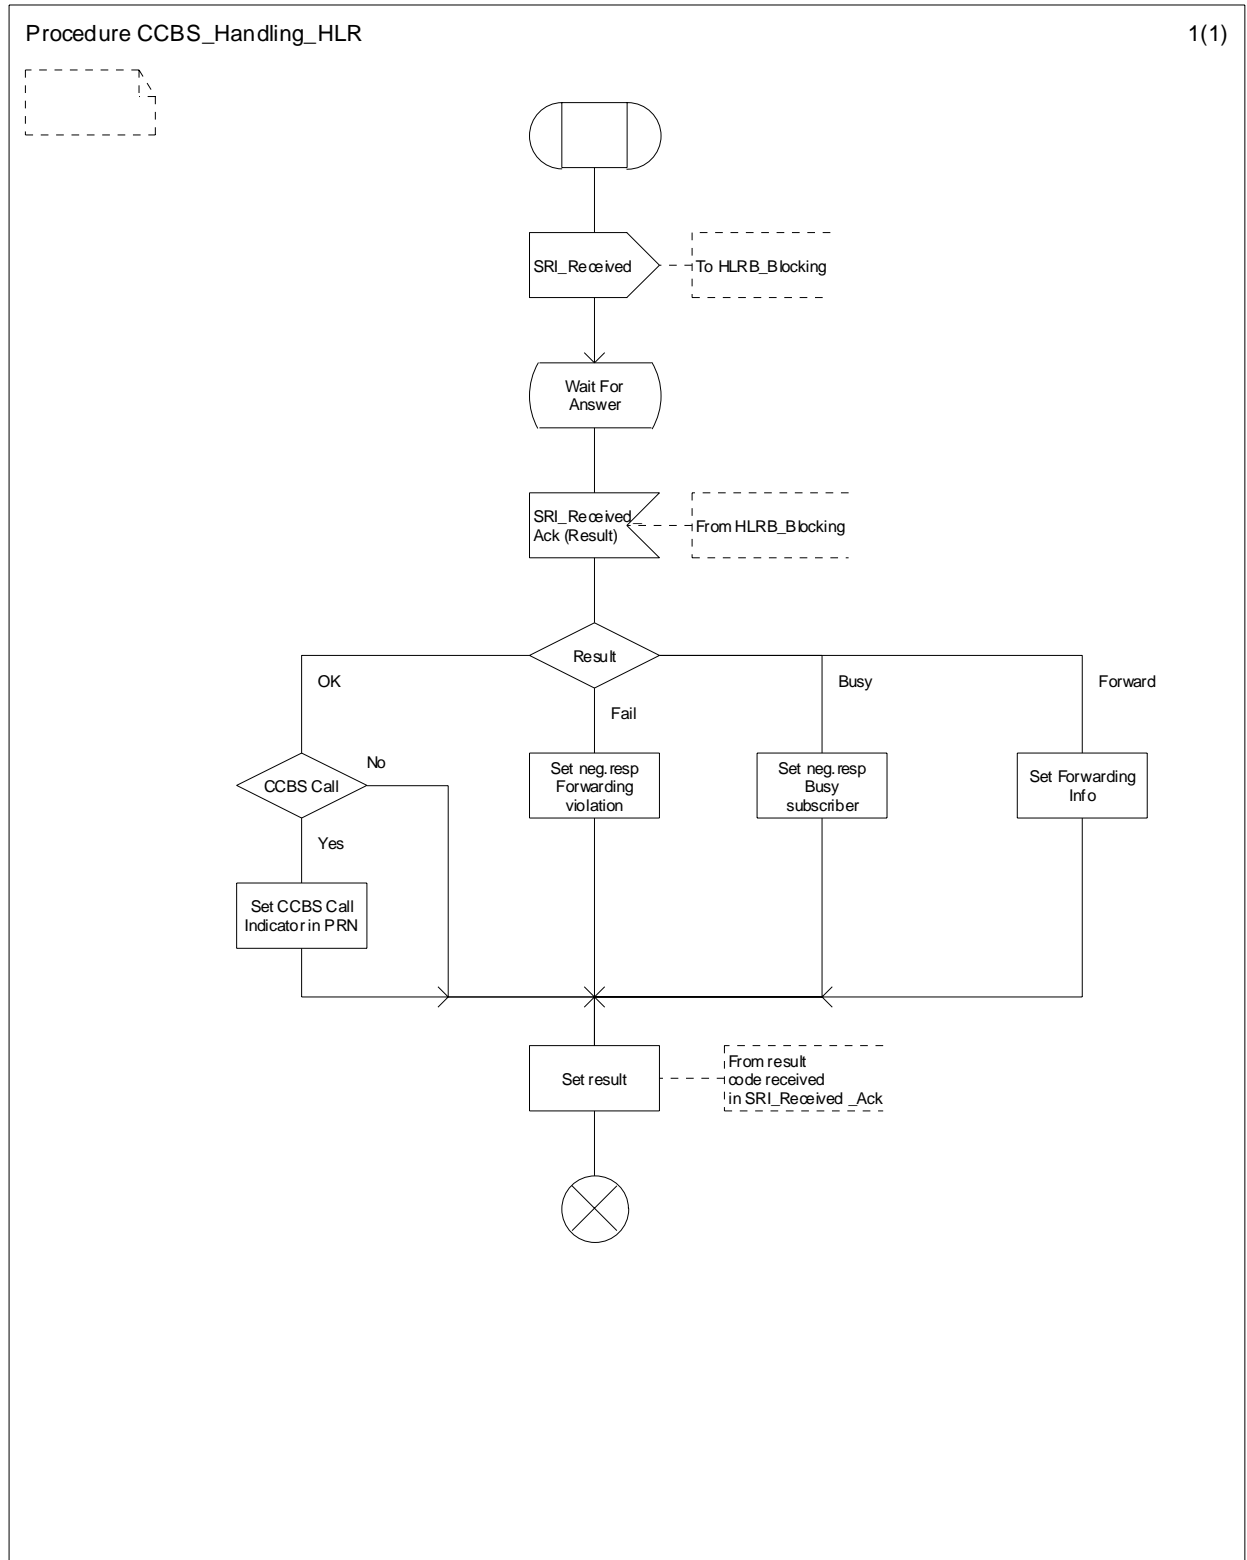 Procedure CCBS_Handling_HLR
1(1)
SRI_Received
To HLRB_Blocking
Wait For
Answer
SRI_Received_
Ack (Result)
From HLRB_Blocking
Result
OK
Fail
Busy
Forward
CCBS Call
No
Yes
Set neg.resp
Forwarding
violation
Set neg.resp
Busy
subscriber
Set Forwarding
Info
Set CCBS Call
Indicator in PRN
Set result
From result
code received
in SRI_Received _Ack